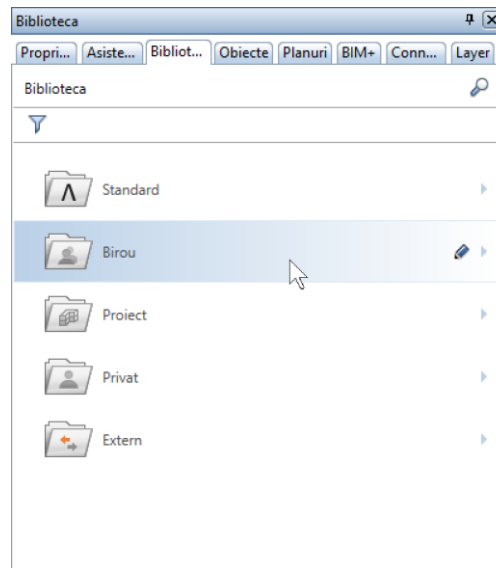 Biblioteca
Propri... Asiste... Bibliot... Obiecte Planuri BIM+ Conn... Layer
Biblioteca
Standard
Birou
Proiect
Privat
Extern